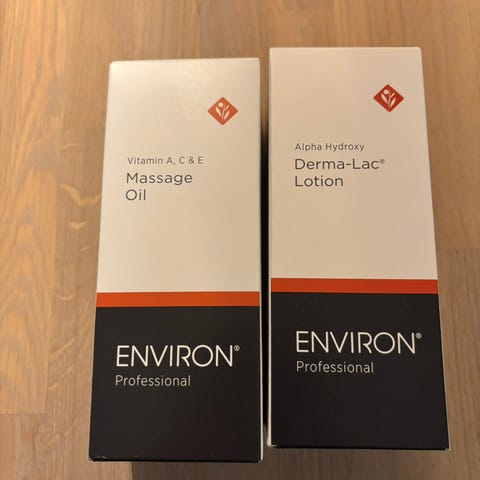 Vitamin A, C & E
Massage
Oil
ENVIRON®
Professional
Alpha Hydroxy
Derma-Lac®
Lotion
ENVIRON®
Professional